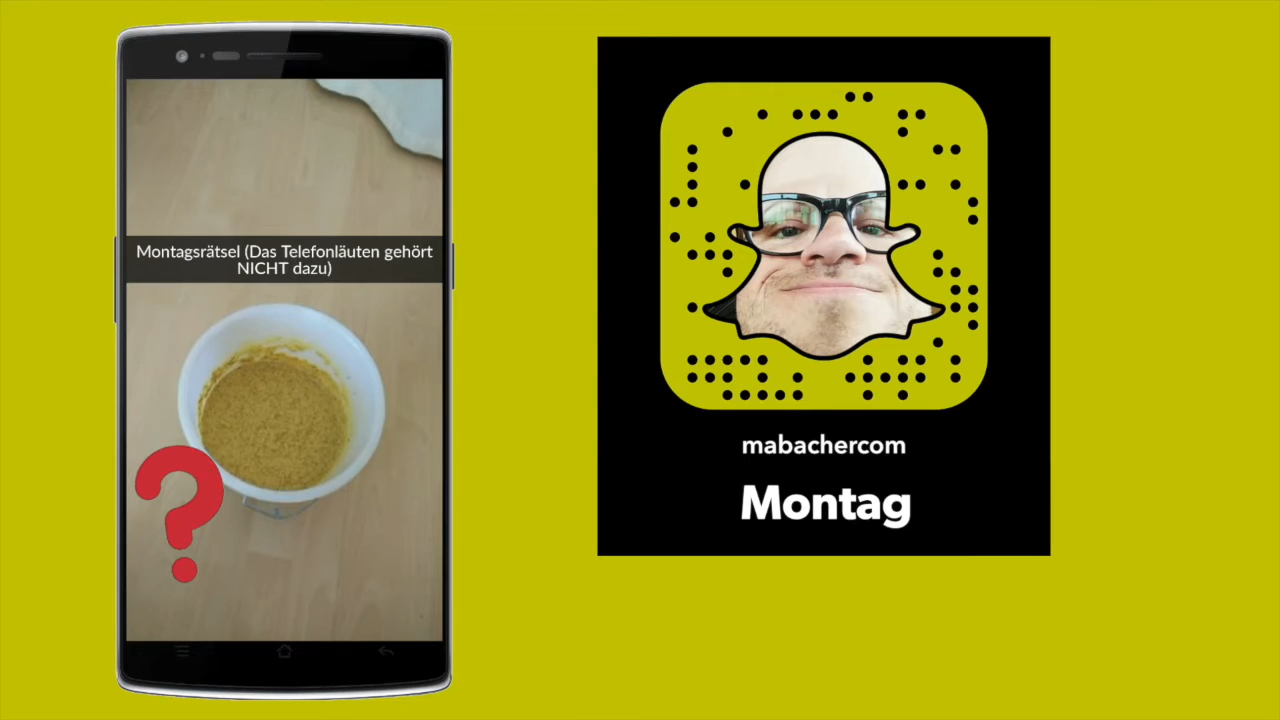 Montagsrätsel (Das Telefonläuten gehört
NICHT dazu)
mabachercom
Montag